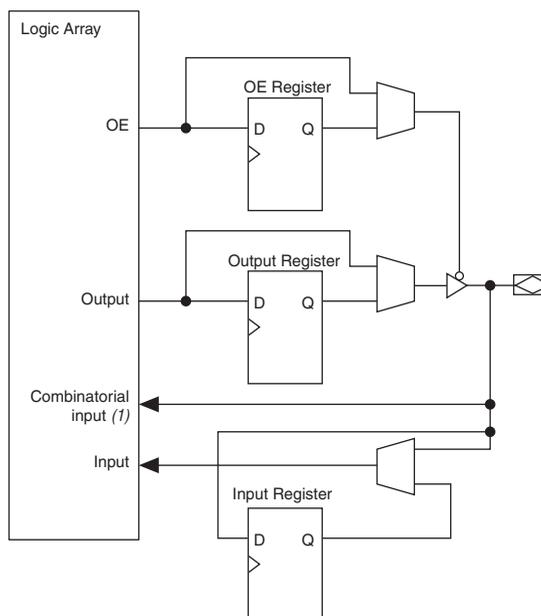 Logic Array
OE Register
OE
D Q
Output Register
Output
D Q
Combinatorial
input (1)
Input
Input Register
D Q